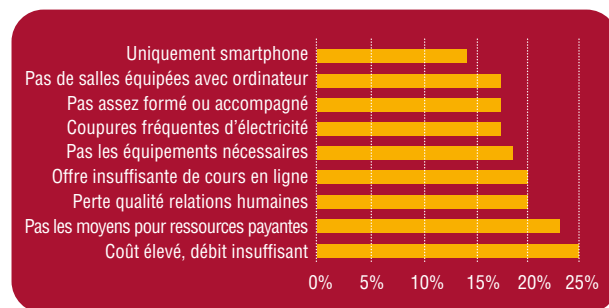 Uniquement smartphone
Pas de salles équipées avec ordinateur
Pas assez formé ou accompagné
Coupures fréquentes d’électricité
Pas les équipements nécessaires
Offre insuffisante de cours en ligne
Perte qualité relations humaines
Pas les moyens pour ressources payantes
Coût élevé, débit insuffisant
0% 5% 10% 15% 20% 25%